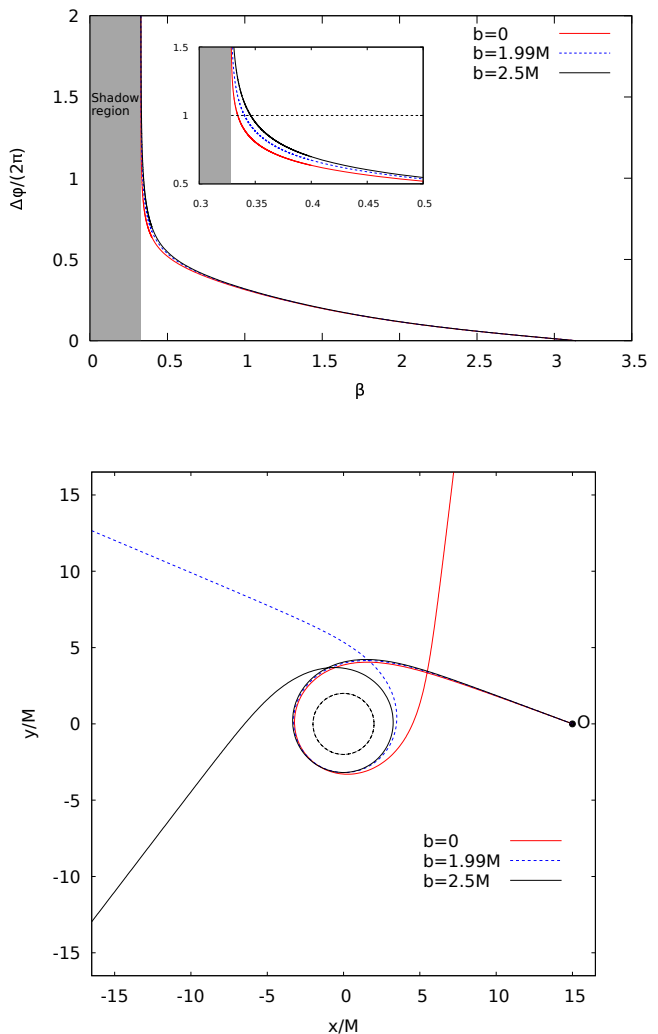 2
1.5
1
0.5
0
Δφ/(2π)
Shadow
region
b=0
b=1.99M
b=2.5M
1.5
1
0.5
0.3 0.35 0.4 0.45 0.5
0 0.5 1 1.5 2 2.5 3 3.5
β
15
10
5
0
-5
-10
-15
y/M
O
b=0
b=1.99M
b=2.5M
-15 -10 -5 0 5 10 15
x/M